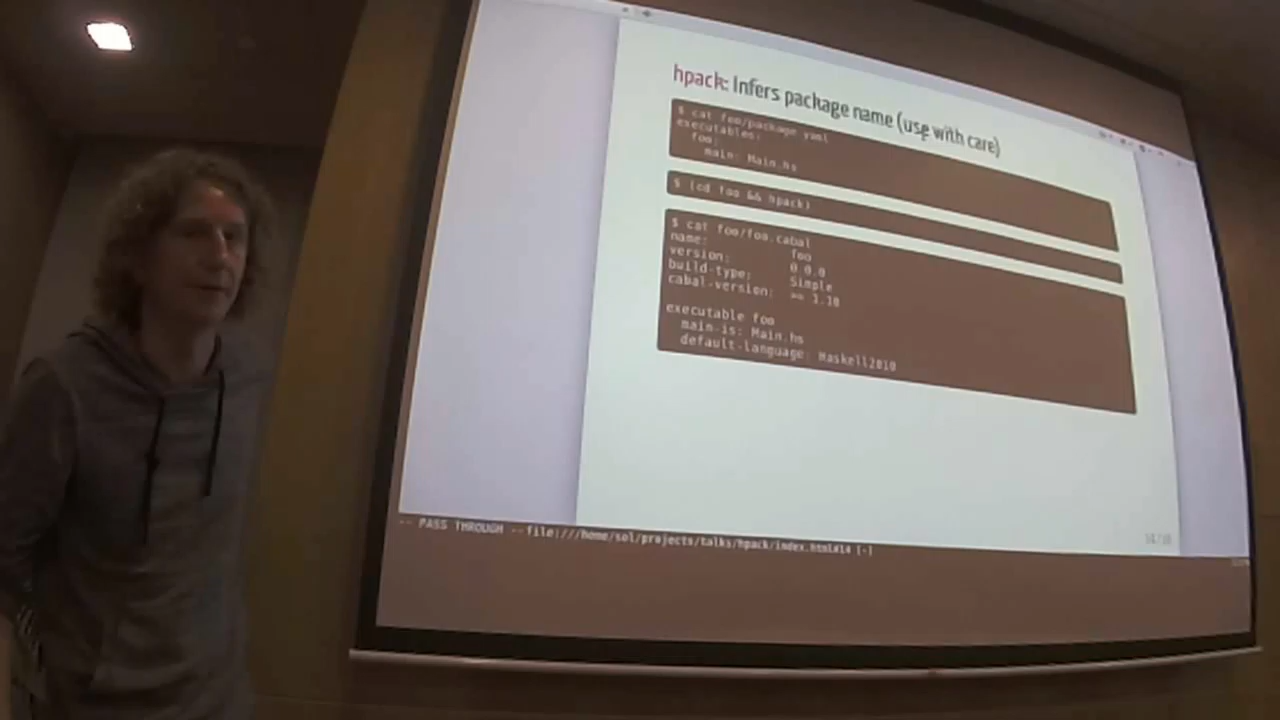 hpack: Infers package name (use with care)
$ cat foo/package.yaml
executables:
foo:
main: Main.hs
$ (cd foo && hpack)
$ cat foo/foo.cabal
name: foo
version: 0.0.0
build-type: Simple
cabal-version: >= 1.10
executable foo
main-is: Main.hs
default-language: Haskell2010
-- PASS THROUGH --file:///home/sol/projects/talks/hpack/index.html#14 [-]